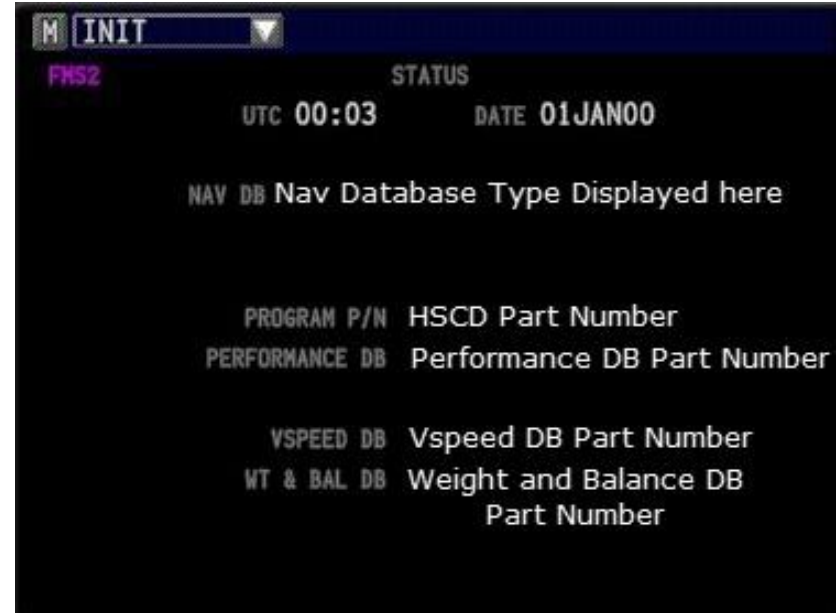 M INIT
FMS2 STATUS
UTC 00:03 DATE 01JAN00
NAV DB Nav Database Type Displayed here
PROGRAM P/N HSCD Part Number
PERFORMANCE DB Performance DB Part Number
VSPEED DB Vspeed DB Part Number
WT & BAL DB Weight and Balance DB
Part Number